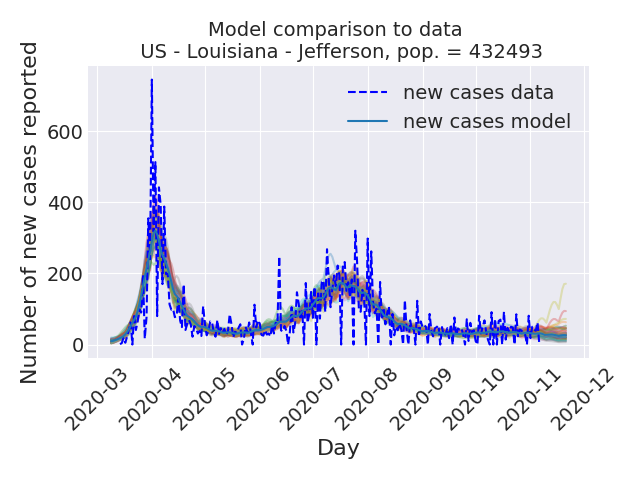 Model comparison to data
US - Louisiana - Jefferson, pop. = 432493
Number of new cases reported
600
400
200
0
new cases data
new cases model
2020-03
2020-04
2020-05
2020-06
2020-07
2020-08
2020-09
2020-10
2020-11
2020-12
Day